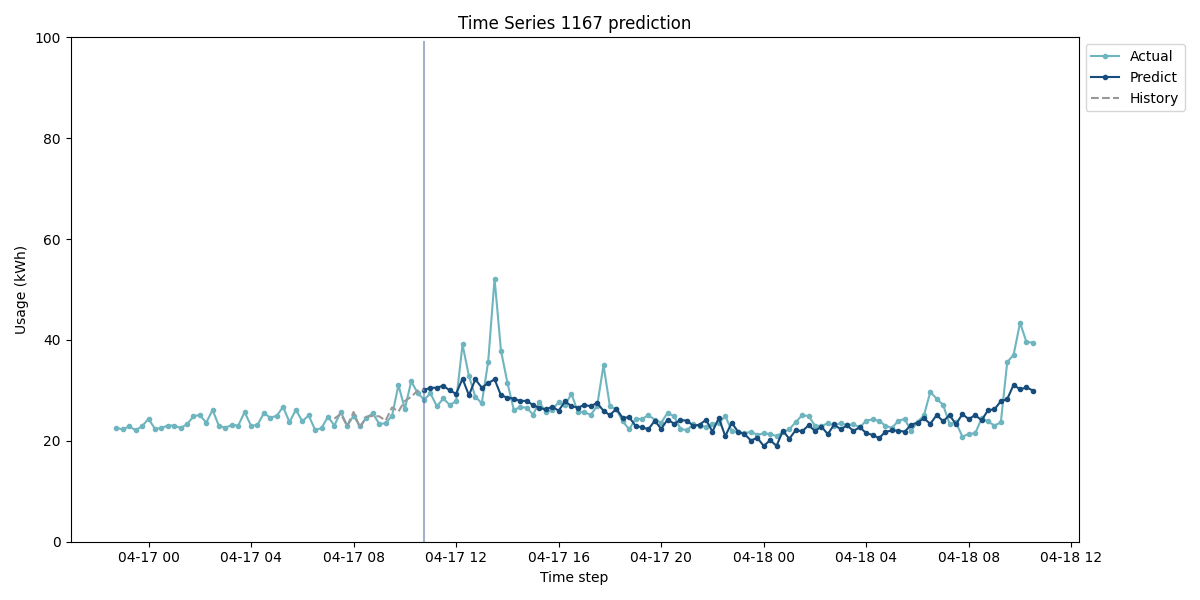 Time Series 1167 prediction
Usage (kWh)
100
80
60
40
20
0
04-17 00
04-17 04
04-17 08
04-17 12
04-17 16
04-17 20
04-18 00
04-18 04
04-18 08
04-18 12
Time step
Actual
Predict
History